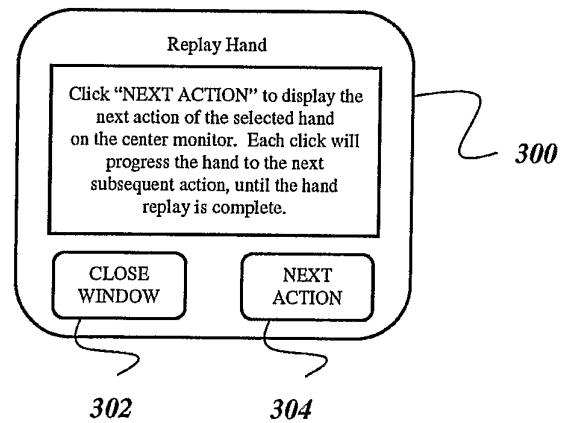 Replay Hand
Click “NEXT ACTION” to display the
next action of the selected hand
on the center monitor. Each click will
progress the hand to the next
subsequent action, until the hand
replay is complete.
300
CLOSE
WINDOW
NEXT
ACTION
302
304